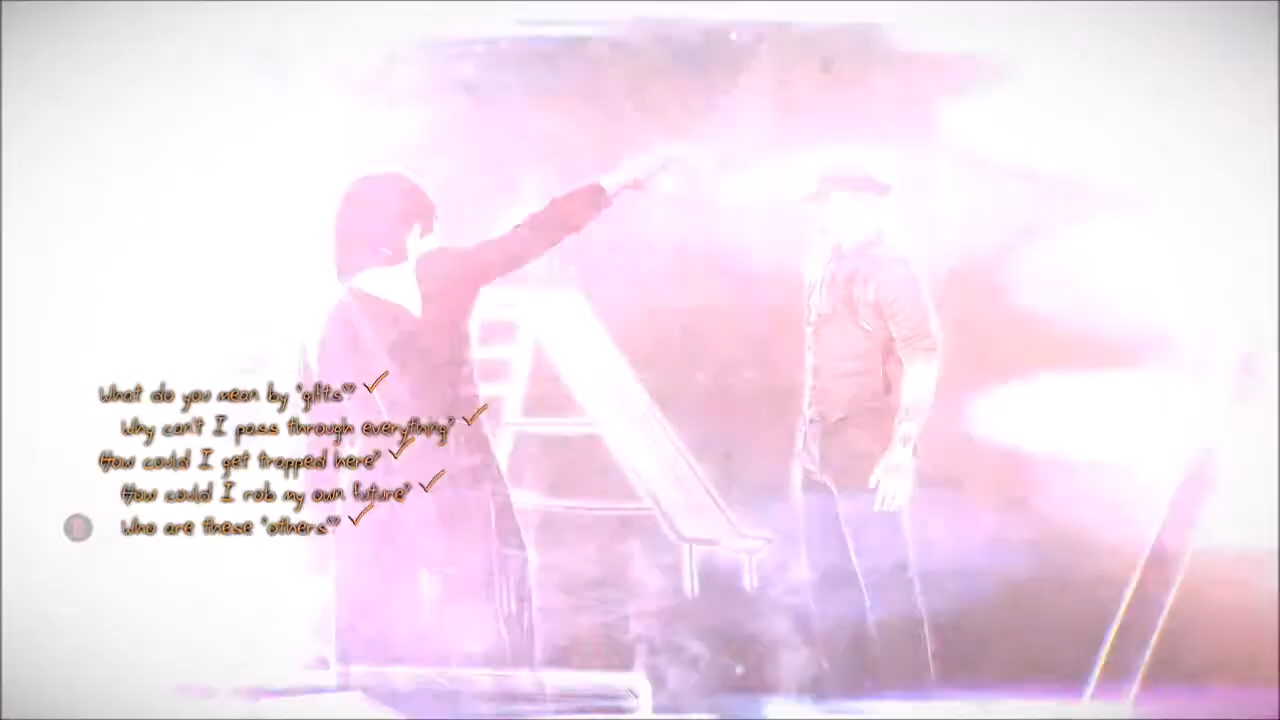 What do you mean by 'gifts'?
Why can't I pass through everything?
How could I get trapped here?
How could I rob my own future?
Who are these 'others'?